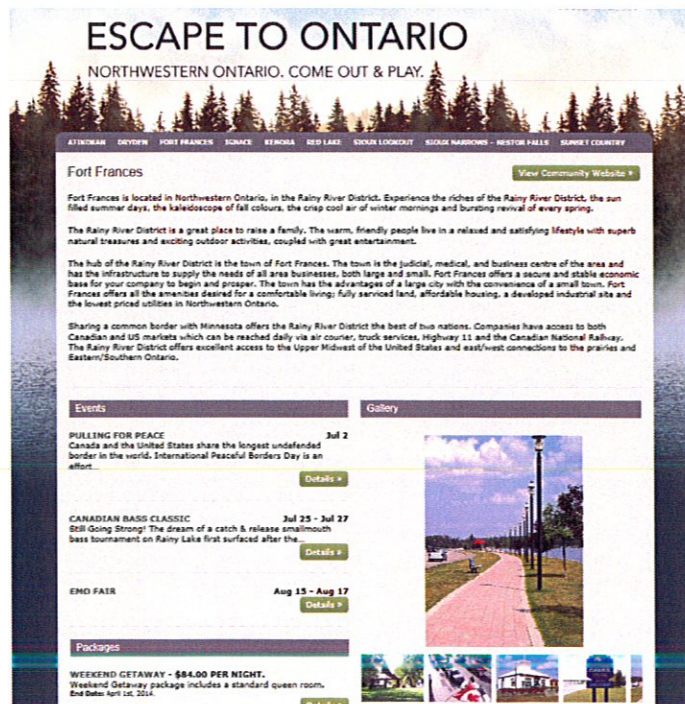 ESCAPE TO ONTARIO
NORTHWESTERN ONTARIO. COME OUT & PLAY.
ATIKOKAN DRYDEN FORT FRANCES IGNACE KENORA RED LAKE SIOUX LOOKOUT SIOUX NARROWS – NESTOR FALLS SUNSET COUNTRY
Fort Frances
View Community Website »
Fort Frances is located in Northwestern Ontario, in the Rainy River District. Experience the riches of the Rainy River District, the sun
filled summer days, the kaleidoscope of fall colours, the crisp cool air of winter mornings and bursting revival of every spring.
The Rainy River District is a great place to raise a family. The warm, friendly people live in a relaxed and satisfying lifestyle with superb
natural treasures and exciting outdoor activities, coupled with great entertainment.
The hub of the Rainy River District is the town of Fort Frances. The town is the judicial, medical, and business centre of the area and
has the infrastructure to supply the needs of all area businesses, both large and small. Fort Frances offers a secure and stable economic
base for your company to begin and prosper. The town has the advantages of a large city with the convenience of a small town. Fort
Frances offers all the amenities desired for a comfortable living; fully serviced land, affordable housing, a developed industrial site and
the lowest priced utilities in Northwestern Ontario.
Sharing a common border with Minnesota offers the Rainy River District the best of two nations. Companies have access to both
Canadian and US markets which can be reached daily via air courier, truck services, Highway 11 and the Canadian National Railway.
The Rainy River District offers excellent access to the Upper Midwest of the United States and east/west connections to the prairies and
Eastern/Southern Ontario.
Events
PULLING FOR PEACE Jul 2
Canada and the United States share the longest undefended
border in the world. International Peaceful Borders Day is an
effort...
Details »
CANADIAN BASS CLASSIC Jul 25 - Jul 27
Still Going Strong! The dream of a catch & release smallmouth
bass tournament on Rainy Lake first surfaced after the...
Details »
EMO FAIR Aug 15 - Aug 17
Details »
Packages
WEEKEND GETAWAY - $84.00 PER NIGHT.
Weekend Getaway package includes a standard queen room.
End Date: April 1st, 2014.
Details »
Gallery